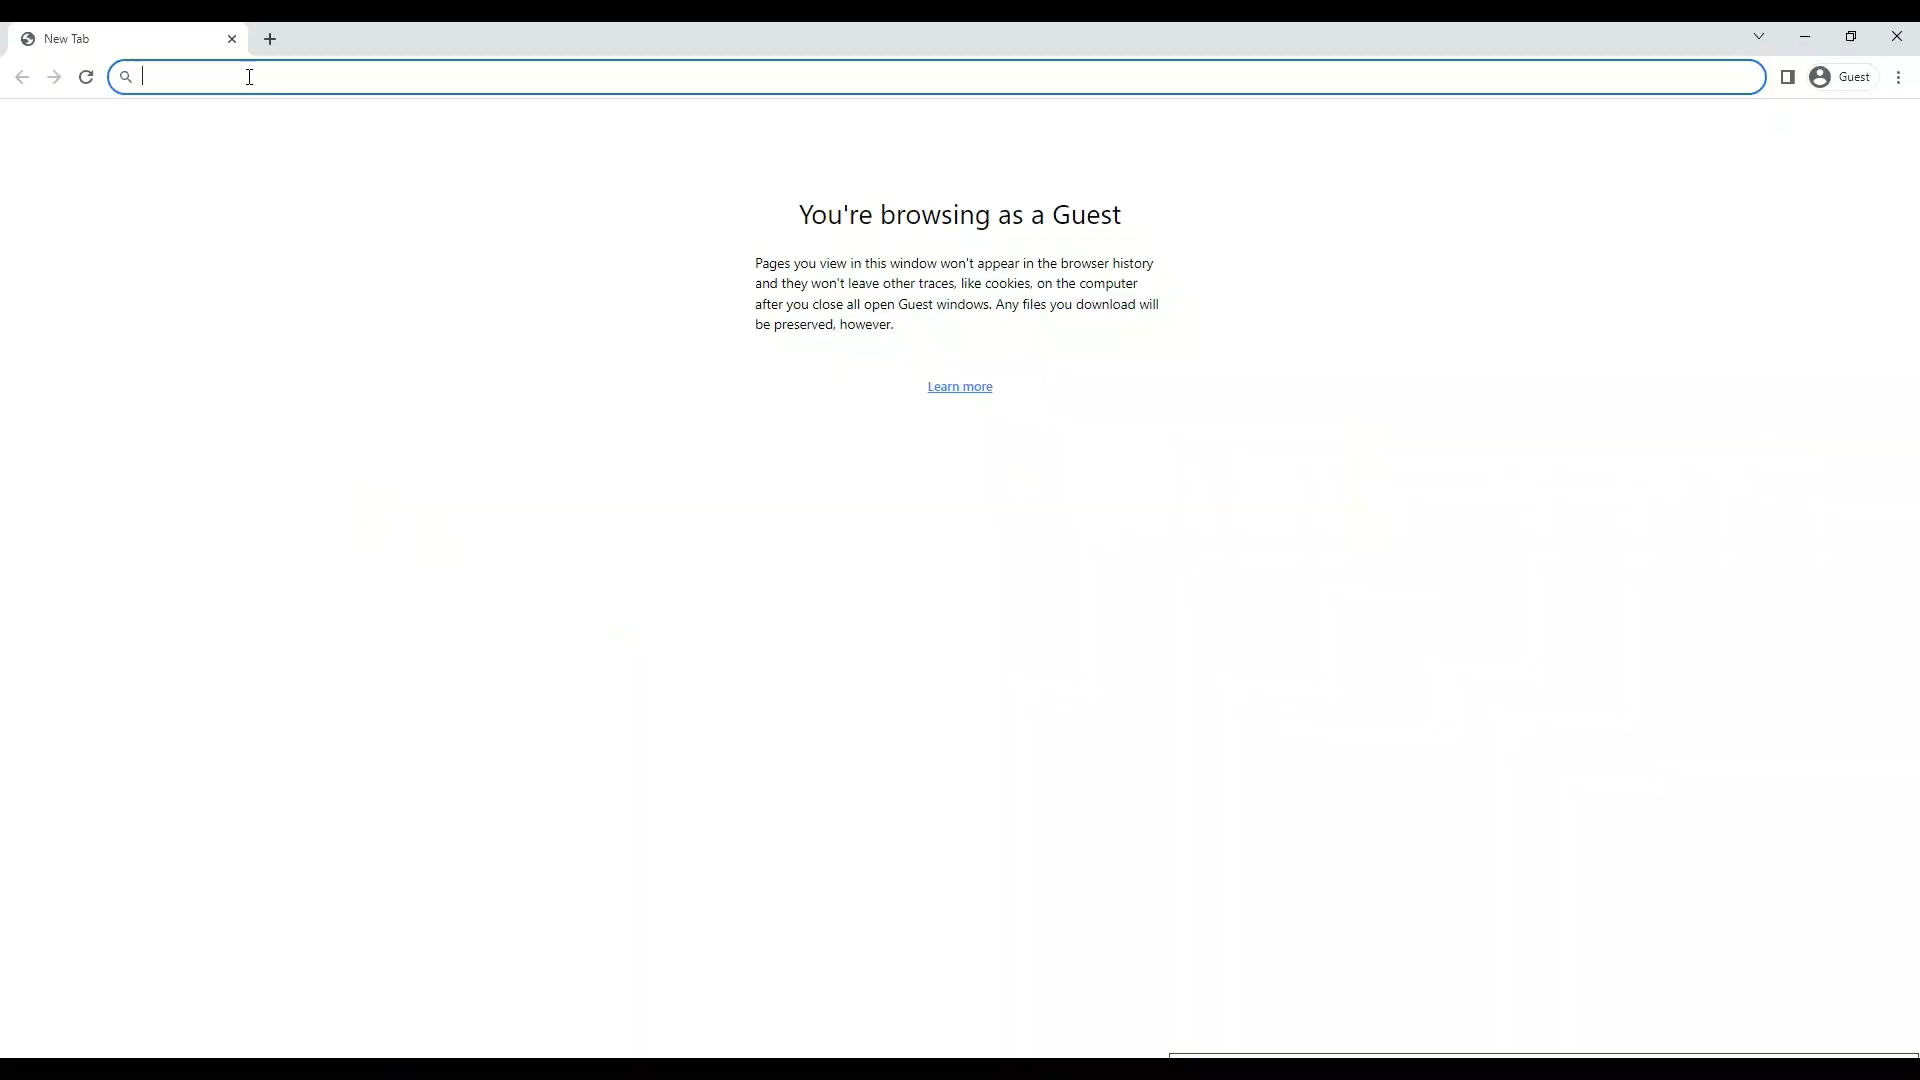 New Tab
Guest
You're browsing as a Guest
Pages you view in this window won't appear in the browser history
and they won't leave other traces, like cookies, on the computer
after you close all open Guest windows. Any files you download will
be preserved, however.
Learn more